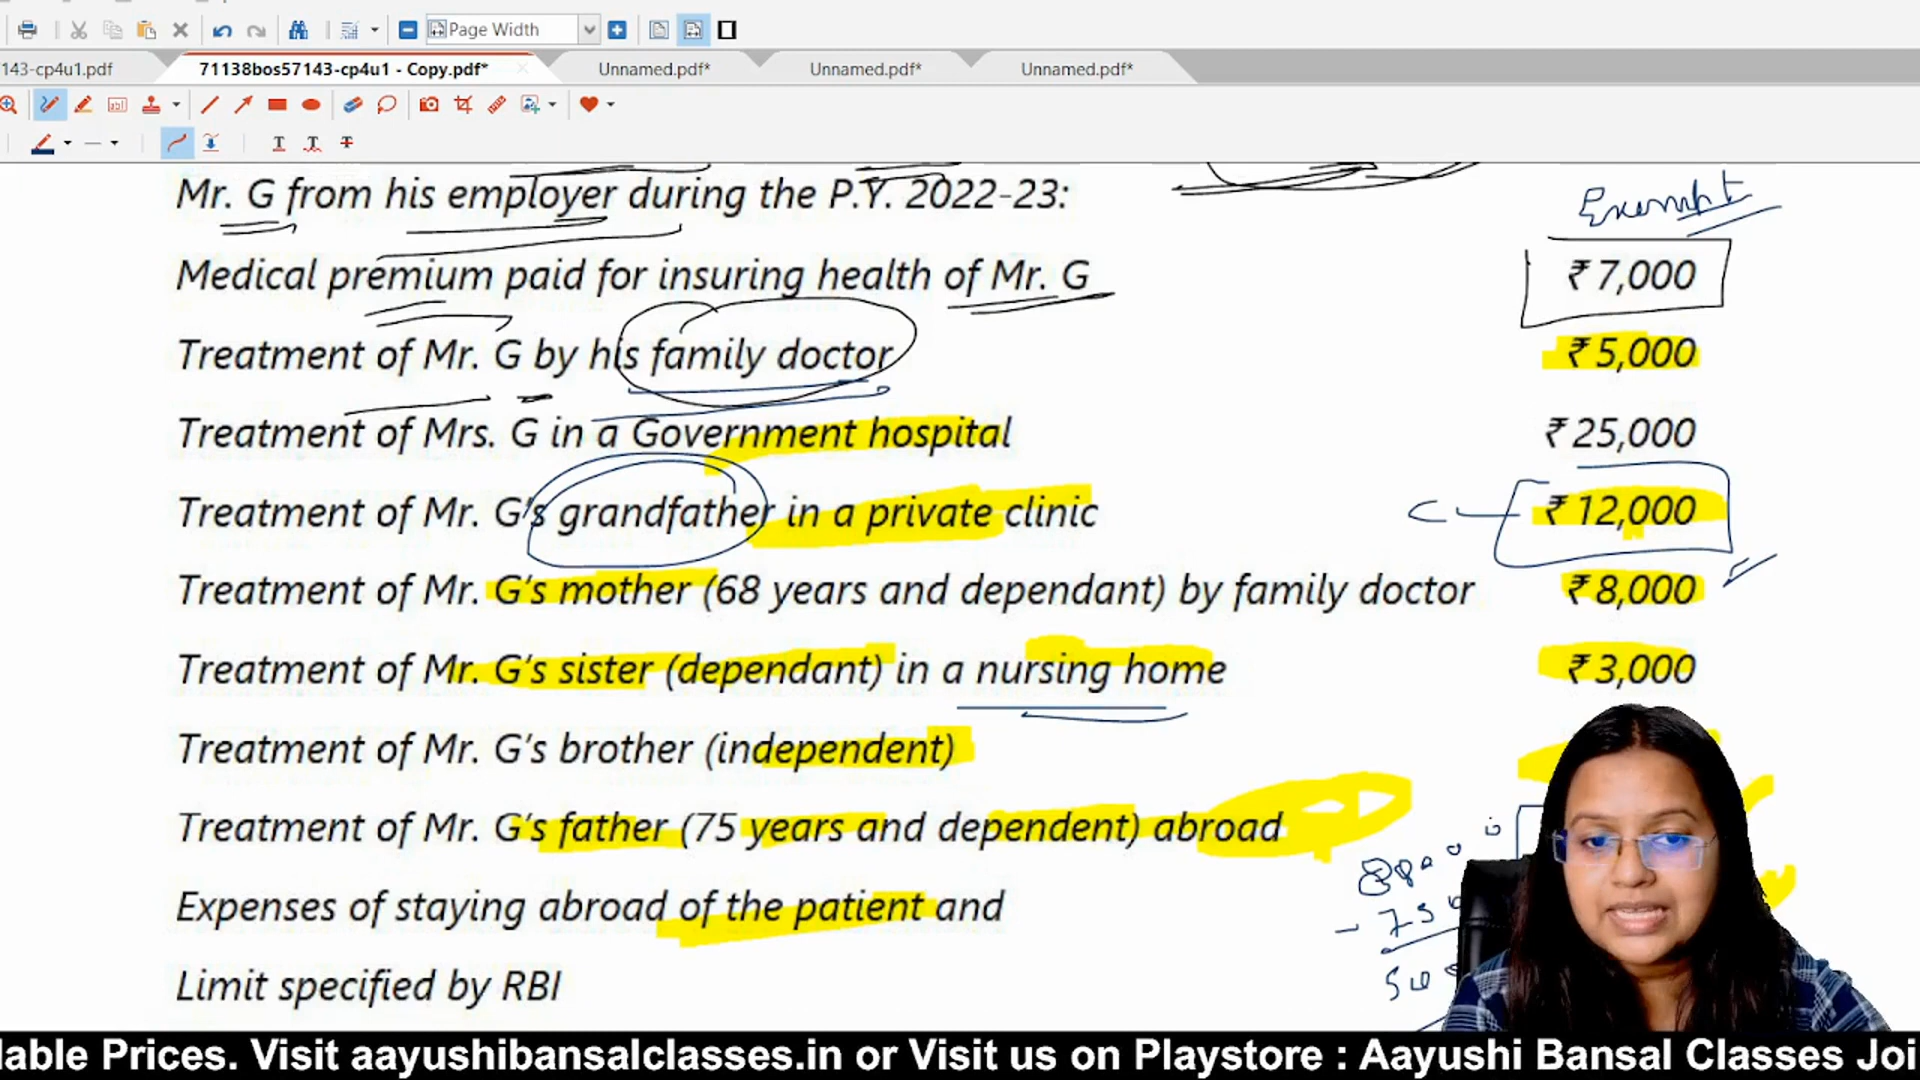 Page Width
143-cp4u1.pdf
71138bos57143-cp4u1 - Copy.pdf*
Unnamed.pdf*
Unnamed.pdf*
Unnamed.pdf*
Mr. G from his employer during the P.Y. 2022-23:
Exempt
Medical premium paid for insuring health of Mr. G ₹ 7,000
Treatment of Mr. G by his family doctor ₹ 5,000
Treatment of Mrs. G in a Government hospital ₹ 25,000
Treatment of Mr. G's grandfather in a private clinic ₹ 12,000
Treatment of Mr. G's mother (68 years and dependant) by family doctor ₹ 8,000
Treatment of Mr. G's sister (dependant) in a nursing home ₹ 3,000
Treatment of Mr. G's brother (independent)
Treatment of Mr. G's father (75 years and dependent) abroad
Expenses of staying abroad of the patient and
Limit specified by RBI
lable Prices. Visit aayushibansalclasses.in or Visit us on Playstore : Aayushi Bansal Classes Joi